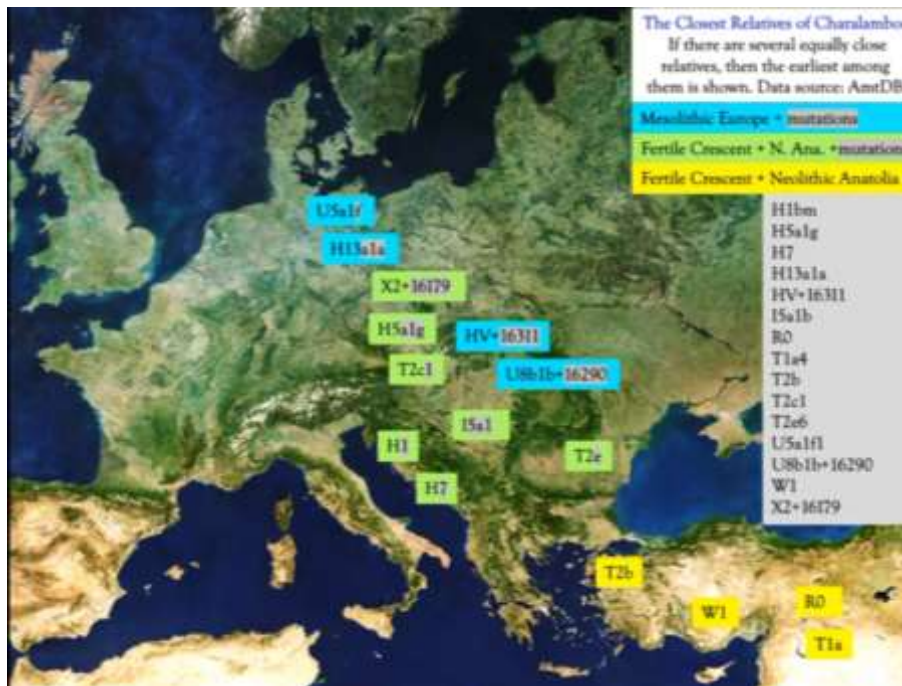 The Closest Relatives of Charalambo
If there are several equally close
relatives, then the earliest among
them is shown. Data source: AmtDB
Mesolithic Europe + mutations
Fertile Crescent + N. Ana. +mutation
Fertile Crescent + Neolithic Anatolia
H1bm
H5a1g
H7
H13a1a
HV+16311
I5a1b
R0
T1a4
T2b
T2c1
T2e6
U5a1f1
U8b1b+16290
W1
X2+16179
U5a1f
H13a1a
X2+16179
H5a1g
HV+16311
T2c1
U8b1b+16290
I5a1
H1
T2e
H7
T2b
W1
R0
T1a